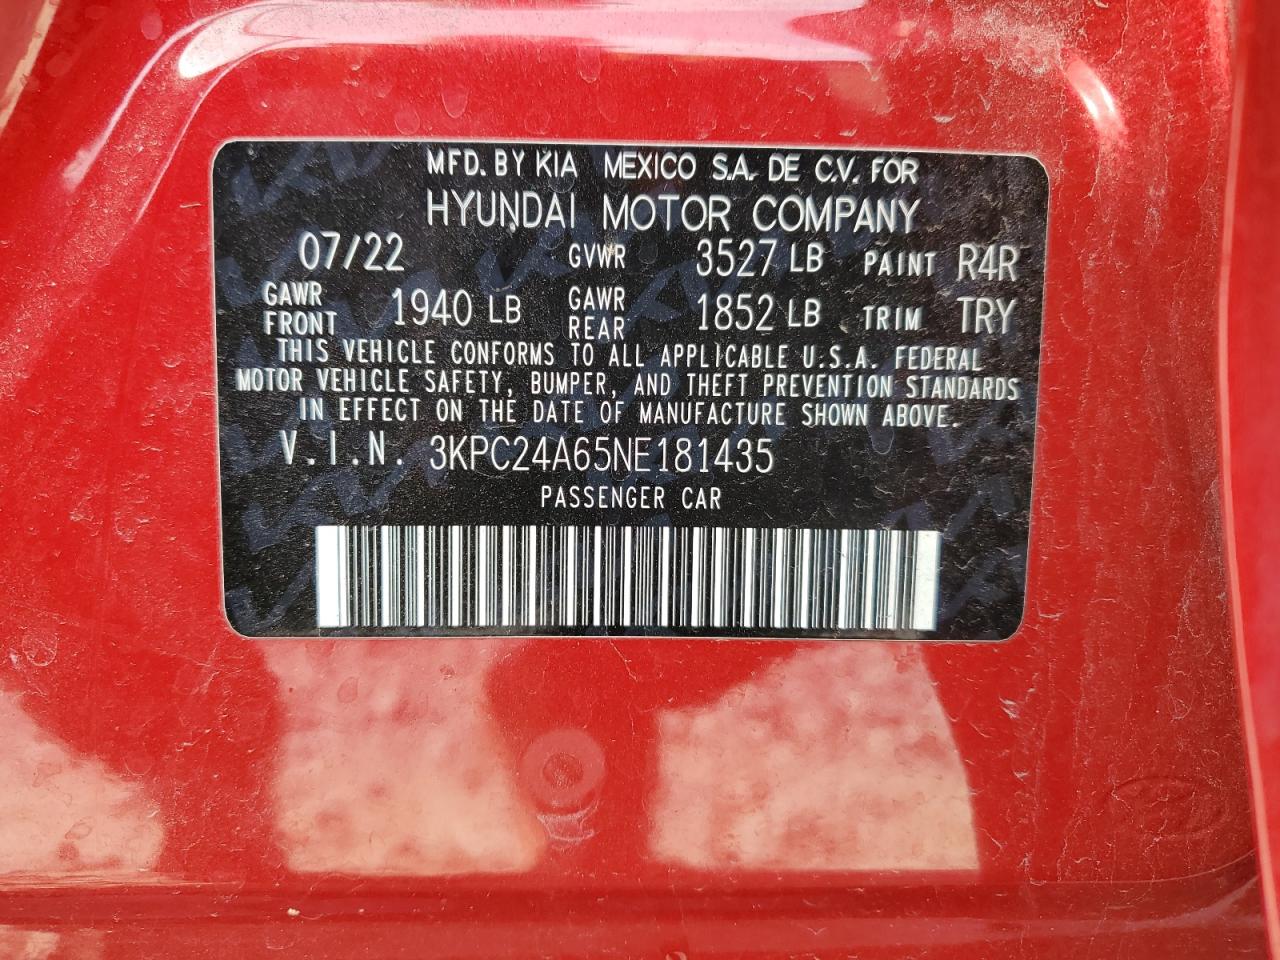 MFD. BY KIA MEXICO S.A. DE C.V. FOR
HYUNDAI MOTOR COMPANY
07/22 GVWR 3527 LB PAINT R4R
GAWR FRONT 1940 LB GAWR REAR 1852 LB TRIM TRY
THIS VEHICLE CONFORMS TO ALL APPLICABLE U.S.A. FEDERAL
MOTOR VEHICLE SAFETY, BUMPER, AND THEFT PREVENTION STANDARDS
IN EFFECT ON THE DATE OF MANUFACTURE SHOWN ABOVE.
V.I.N. 3KPC24A65NE181435
PASSENGER CAR